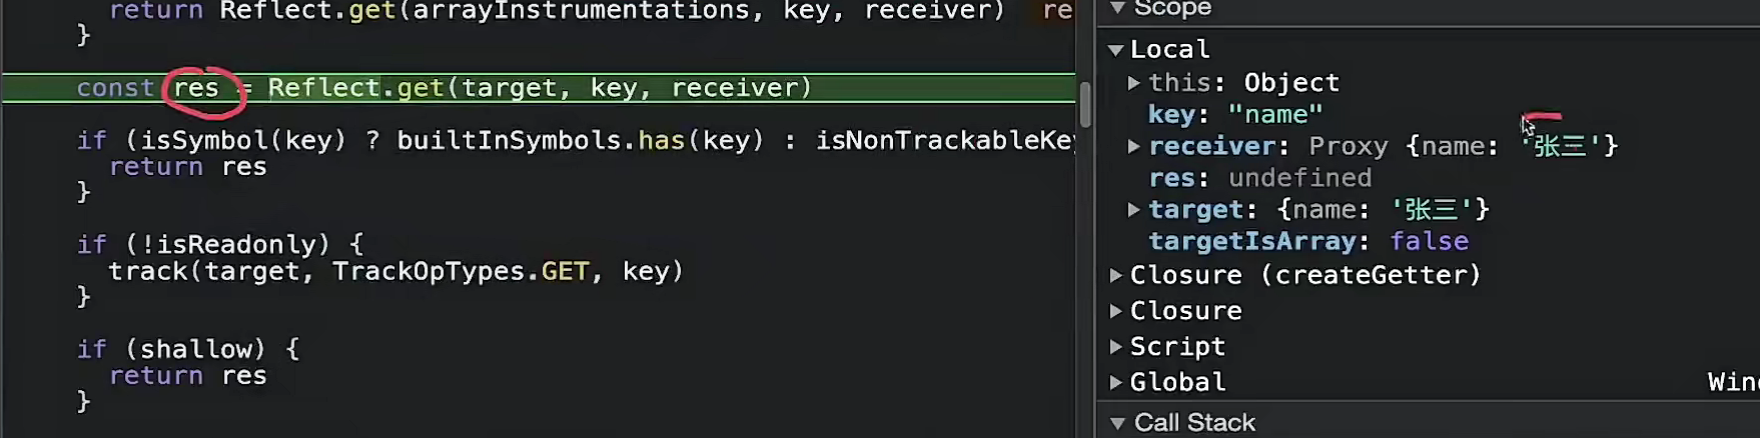 return Reflect.get(arrayInstrumentations, key, receiver) re
}
const res = Reflect.get(target, key, receiver)
if (isSymbol(key) ? builtInSymbols.has(key) : isNonTrackableKe
return res
}
if (!isReadonly) {
track(target, TrackOpTypes.GET, key)
}
if (shallow) {
return res
}
Scope
Local
this: Object
key: "name"
receiver: Proxy {name: '张三'}
res: undefined
target: {name: '张三'}
targetIsArray: false
Closure (createGetter)
Closure
Script
Global Win
Call Stack